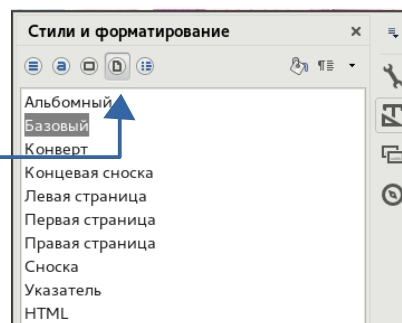 Стили и форматирование
Альбомный
Базовый
Конверт
Концевая сноска
Левая страница
Первая страница
Правая страница
Сноска
Указатель
HTML